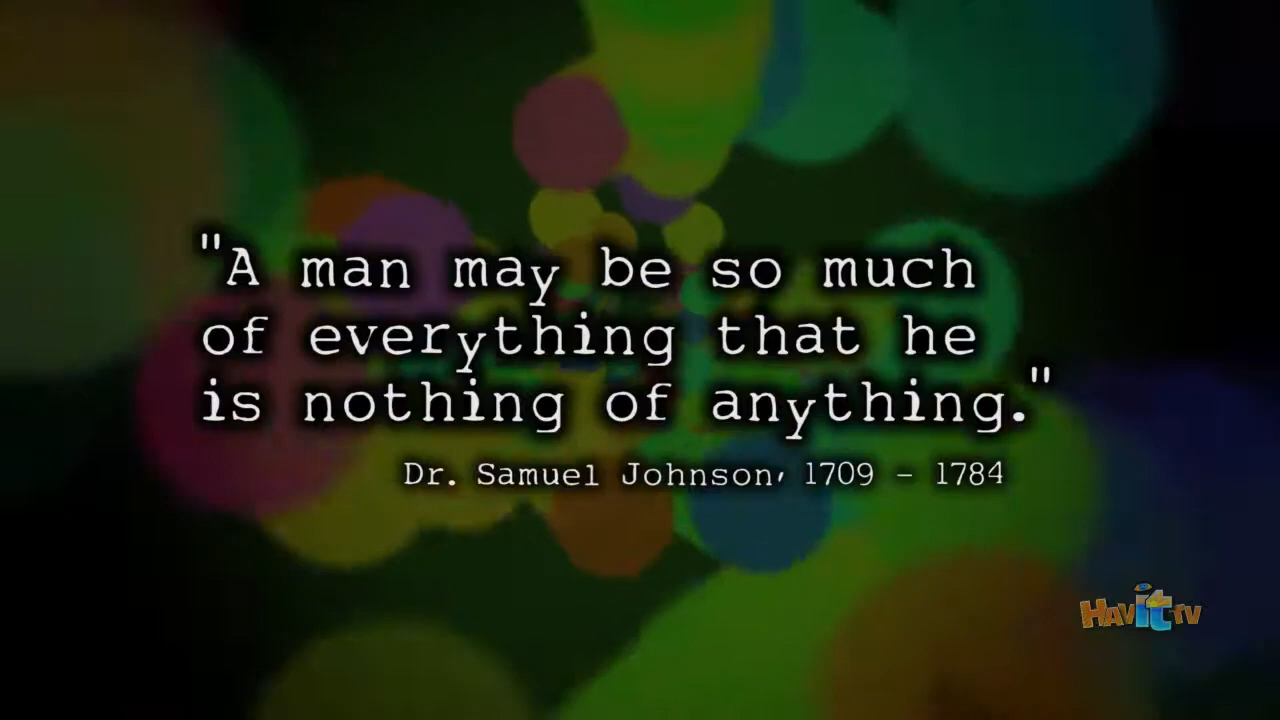 "A man may be so much
of everything that he
is nothing of anything."
Dr. Samuel Johnson, 1709 - 1784
HavitTV